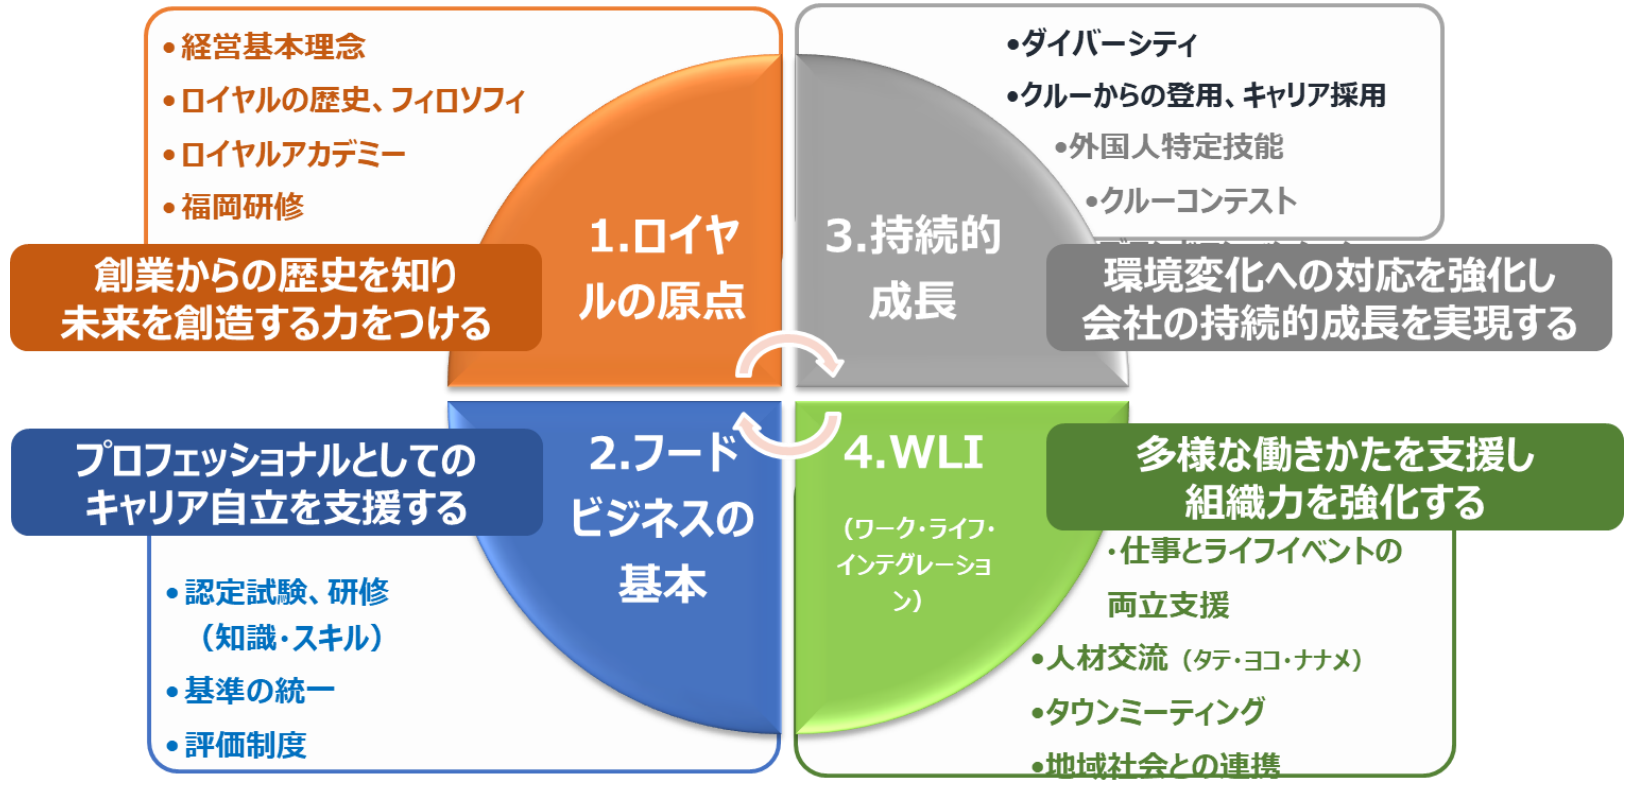 •経営基本理念
•ロイヤルの歴史、フィロソフィ
•ロイヤルアカデミー
•福岡研修
創業からの歴史を知り
未来を創造する力をつける
1.ロイヤ
ルの原点
•ダイバーシティ
•クルーからの登用、キャリア採用
•外国人特定技能
•クルーコンテスト
3.持続的
成長
環境変化への対応を強化し
会社の持続的成長を実現する
プロフェッショナルとしての
キャリア自立を支援する
2.フード
ビジネスの
基本
•認定試験、研修
（知識・スキル）
•基準の統一
•評価制度
4.WLI
（ワーク・ライフ・
インテグレーショ
ン）
多様な働きかたを支援し
組織力を強化する
・仕事とライフイベントの
両立支援
•人材交流（タテ・ヨコ・ナナメ）
•タウンミーティング
•地域社会との連携